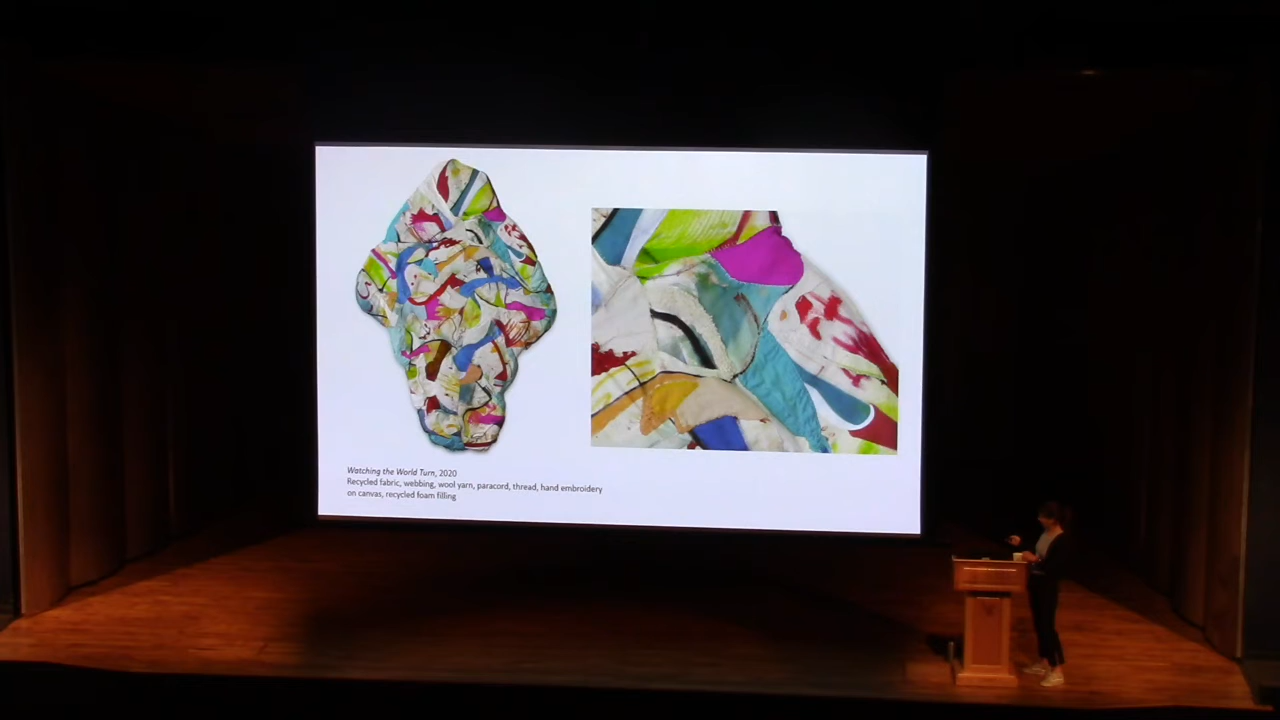 Watching the World Turn, 2020
Recycled fabric, webbing, wool yarn, paracord, thread, hand embroidery
on canvas, recycled foam filling